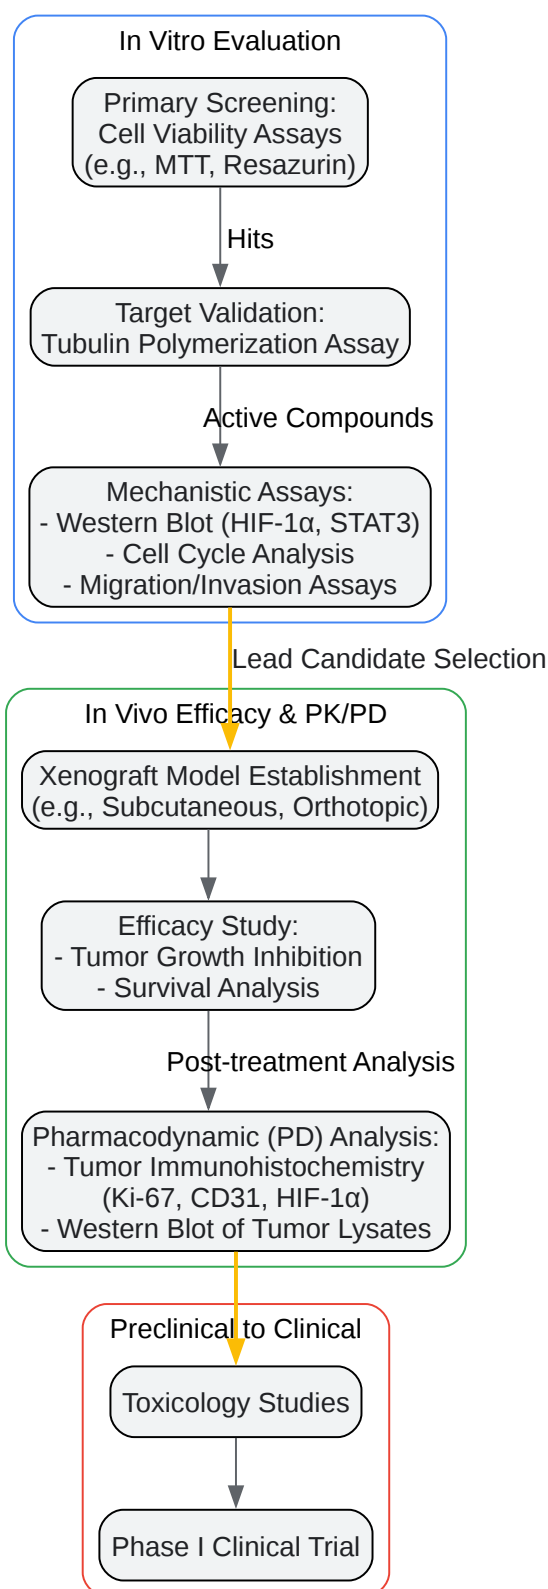 In Vitro Evaluation
Primary Screening:
Cell Viability Assays
(e.g., MTT, Resazurin)
Hits
Target Validation:
Tubulin Polymerization Assay
Active Compounds
Mechanistic Assays:
- Western Blot (HIF-1α, STAT3)
- Cell Cycle Analysis
- Migration/Invasion Assays
Lead Candidate Selection
In Vivo Efficacy & PK/PD
Xenograft Model Establishment
(e.g., Subcutaneous, Orthotopic)
Efficacy Study:
- Tumor Growth Inhibition
- Survival Analysis
Post-treatment Analysis
Pharmacodynamic (PD) Analysis:
- Tumor Immunohistochemistry
(Ki-67, CD31, HIF-1α)
- Western Blot of Tumor Lysates
Preclinical to Clinical
Toxicology Studies
Phase I Clinical Trial